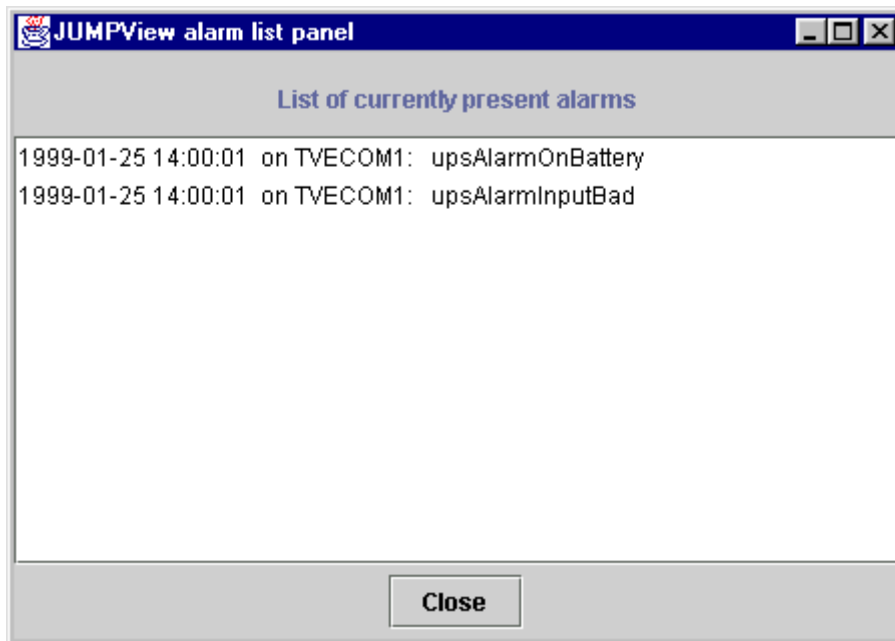 JUMPView alarm list panel
List of currently present alarms
1999-01-25 14:00:01 on TVECOM1: upsAlarmOnBattery
1999-01-25 14:00:01 on TVECOM1: upsAlarmInputBad
Close